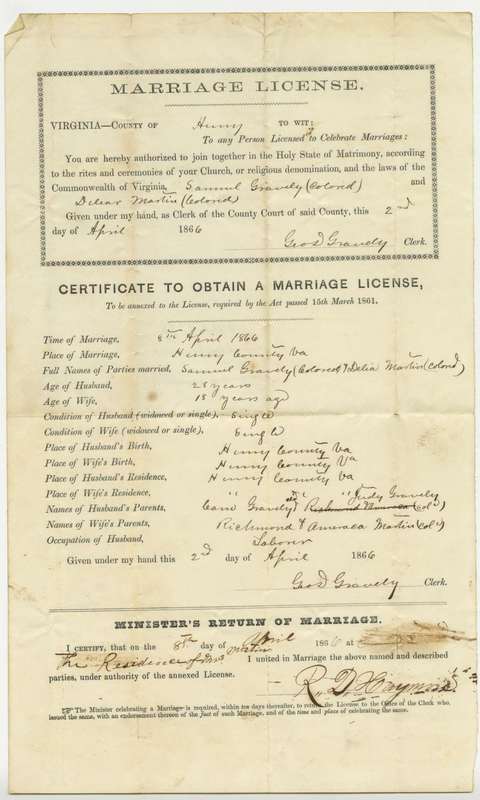 MARRIAGE LICENSE.
VIRGINIA—COUNTY OF Henry TO WIT:
To any Person Licensed to Celebrate Marriages:
You are hereby authorized to join together in the Holy State of Matrimony, according
to the rites and ceremonies of your Church, or religious denomination, and the laws of the
Commonwealth of Virginia, Samuel Gravely (Colored) and
Deliar Martin (Colored)
Given under my hand, as Clerk of the County Court of said County, this 2nd
day of April 1866
Geo D Gravely Clerk.
CERTIFICATE TO OBTAIN A MARRIAGE LICENSE,
To be annexed to the License, required by the Act passed 15th March 1861.
Time of Marriage, 8th April 1866
Place of Marriage, Henry County Va
Full Names of Parties married, Samuel Gravely (Colored) & Delia Martin (Colord)
Age of Husband, 28 years
Age of Wife, 18 years ago
Condition of Husband (widowed or single), Single
Condition of Wife (widowed or single), Single
Place of Husband's Birth, Henry County Va
Place of Wife's Birth, Henry County Va
Place of Husband's Residence, Henry County Va
Place of Wife's Residence, " " "
Names of Husband's Parents, Gravely Judy Gravely Richmond (col)
Names of Wife's Parents, Richmond & Ameraca Martin (col)
Occupation of Husband, Laborer
Given under my hand this 2nd day of April 1866
Geo D Gravely Clerk.
MINISTER'S RETURN OF MARRIAGE.
I CERTIFY, that on the 8th day of April 1866 at
The Residence Martin I united in Marriage the above named and described
parties, under authority of the annexed License.
R. D. Haymore
The Minister celebrating a Marriage is required, within ten days thereafter, to return the License to the Office of the Clerk who
issued the same, with an endorsement thereon of the fact of such Marriage, and of the time and place of celebrating the same.